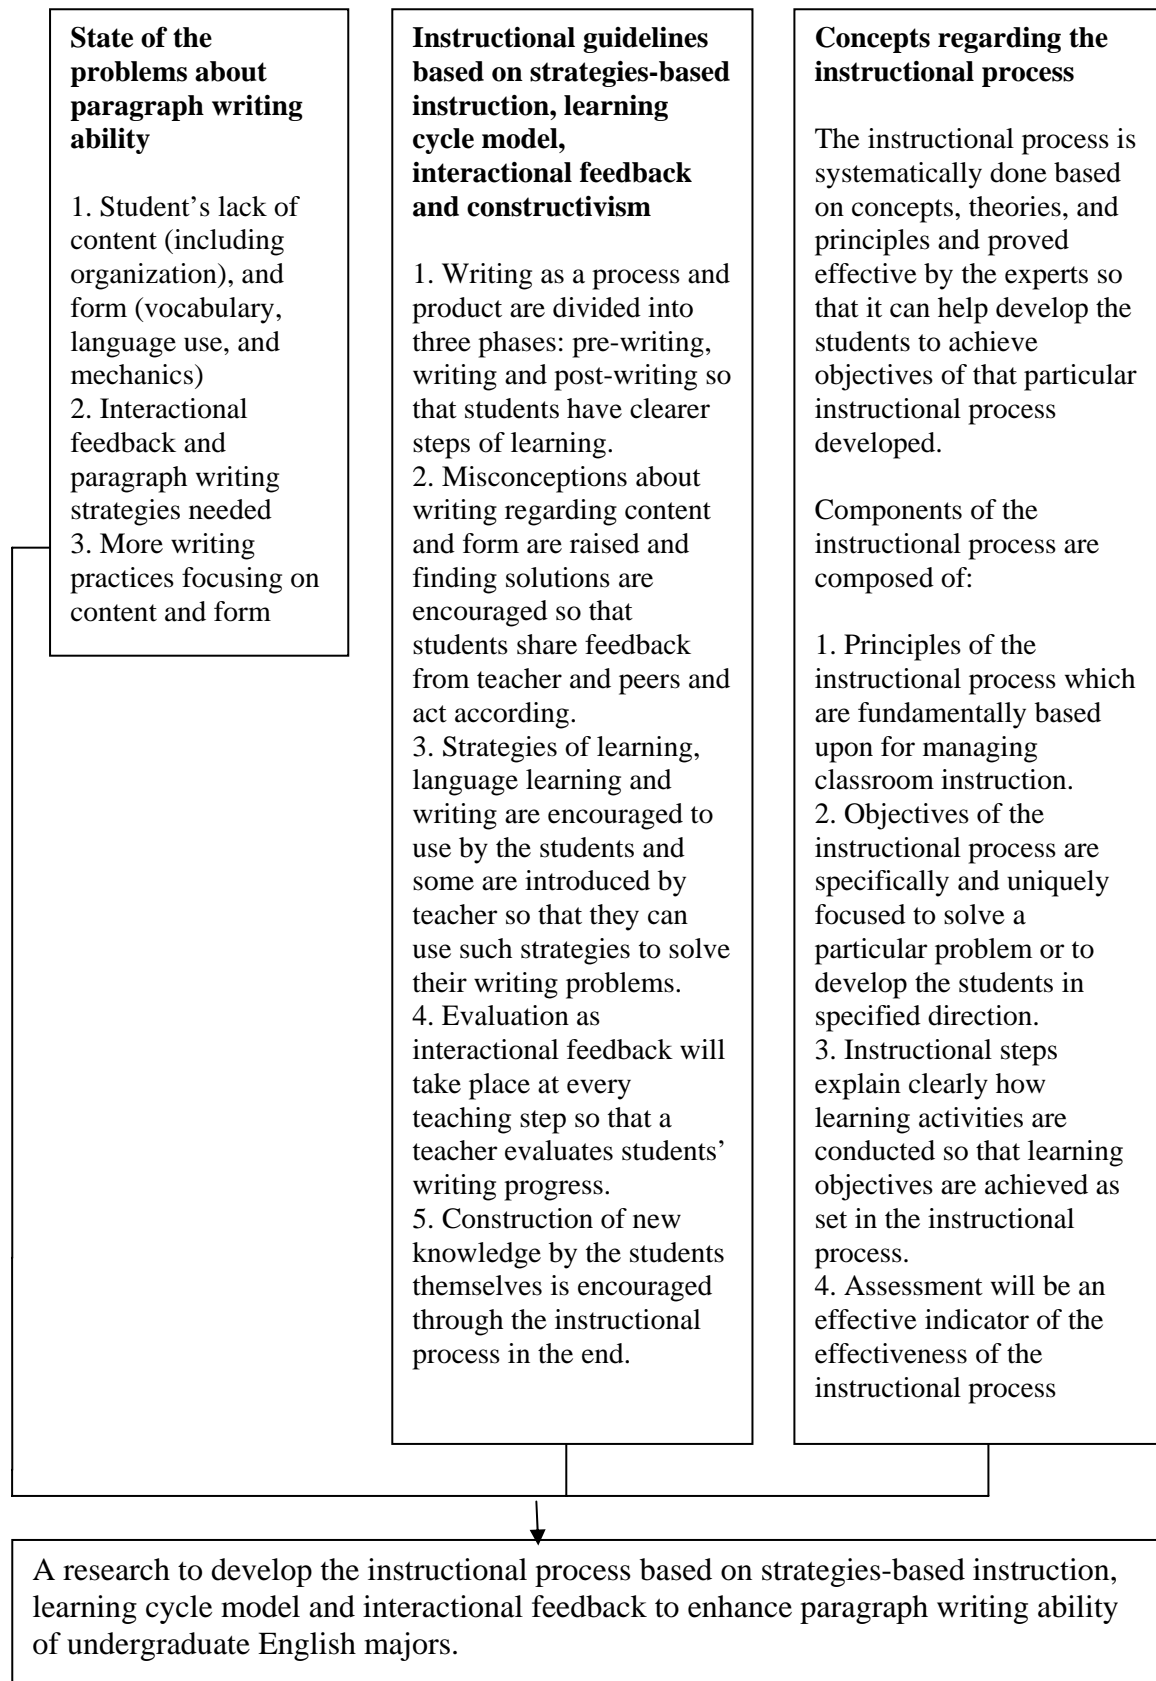 State of the
problems about
paragraph writing
ability
1. Student's lack of
content (including
organization), and
form (vocabulary,
language use, and
mechanics)
2. Interactional
feedback and
paragraph writing
strategies needed
3. More writing
practices focusing on
content and form
Instructional guidelines
based on strategies-based
instruction, learning
cycle model,
interactional feedback
and constructivism
1. Writing as a process and
product are divided into
three phases: pre-writing,
writing and post-writing so
that students have clearer
steps of learning.
2. Misconceptions about
writing regarding content
and form are raised and
finding solutions are
encouraged so that
students share feedback
from teacher and peers and
act according.
3. Strategies of learning,
language learning and
writing are encouraged to
use by the students and
some are introduced by
teacher so that they can
use such strategies to solve
their writing problems.
4. Evaluation as
interactional feedback will
take place at every
teaching step so that a
teacher evaluates students'
writing progress.
5. Construction of new
knowledge by the students
themselves is encouraged
through the instructional
process in the end.
Concepts regarding the
instructional process
The instructional process is
systematically done based
on concepts, theories, and
principles and proved
effective by the experts so
that it can help develop the
students to achieve
objectives of that particular
instructional process
developed.
Components of the
instructional process are
composed of:
1. Principles of the
instructional process which
are fundamentally based
upon for managing
classroom instruction.
2. Objectives of the
instructional process are
specifically and uniquely
focused to solve a
particular problem or to
develop the students in
specified direction.
3. Instructional steps
explain clearly how
learning activities are
conducted so that learning
objectives are achieved as
set in the instructional
process.
4. Assessment will be an
effective indicator of the
effectiveness of the
instructional process
A research to develop the instructional process based on strategies-based instruction,
learning cycle model and interactional feedback to enhance paragraph writing ability
of undergraduate English majors.